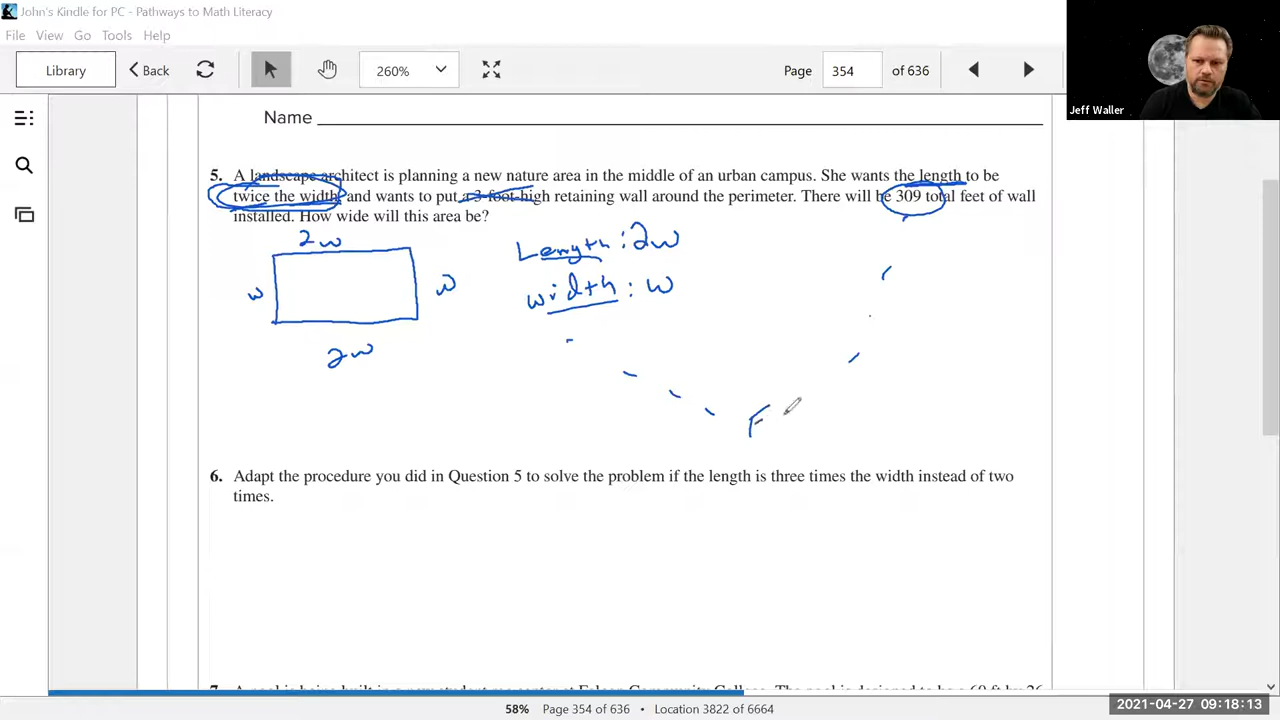 John's Kindle for PC - Pathways to Math Literacy
File View Go Tools Help
Library Back 260% Page 354 of 636
Jeff Waller
Name
5. A landscape architect is planning a new nature area in the middle of an urban campus. She wants the length to be
twice the width and wants to put a 3-foot-high retaining wall around the perimeter. There will be 309 total feet of wall
installed. How wide will this area be?
2w
Length : 2w
w
w
width : w
2w
F
6. Adapt the procedure you did in Question 5 to solve the problem if the length is three times the width instead of two
times.
58% Page 354 of 636 • Location 3822 of 6664
2021-04-27 09:18:13